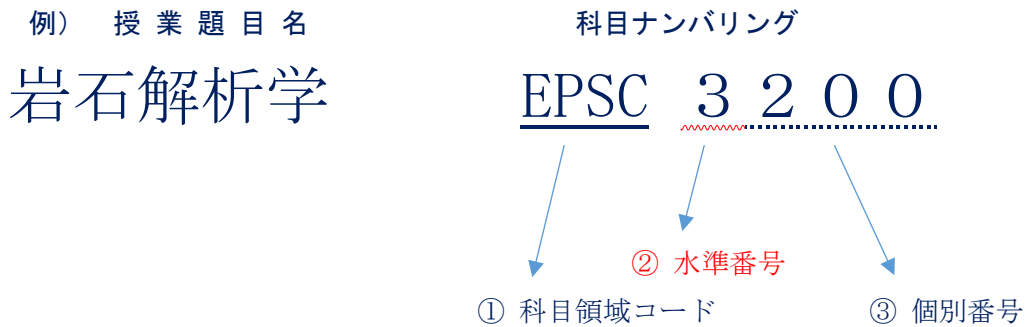 例） 授業題目名 科目ナンバリング
岩石解析学 EPSC ３２００
② 水準番号
① 科目領域コード ③ 個別番号